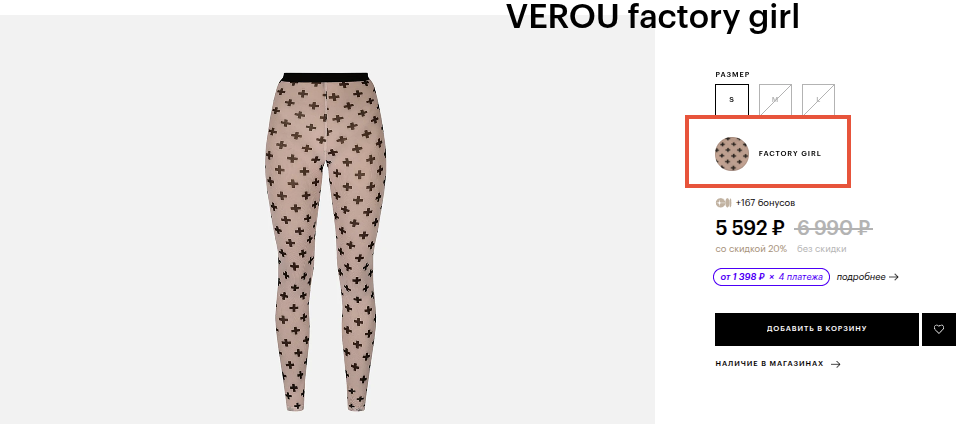 VEROU factory girl
РАЗМЕР
S M L
FACTORY GIRL
+167 бонусов
5 592 ₽ 6 990 ₽
со скидкой 20% без скидки
от 1 398 ₽ × 4 платежа подробнее →
ДОБАВИТЬ В КОРЗИНУ
НАЛИЧИЕ В МАГАЗИНАХ →